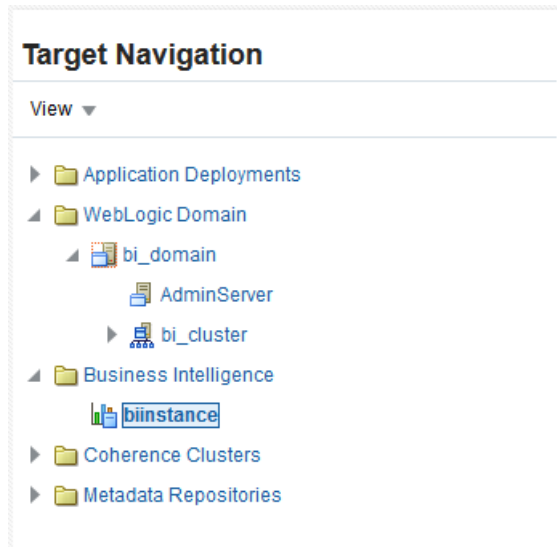 Target Navigation
View
Application Deployments
WebLogic Domain
bi_domain
AdminServer
bi_cluster
Business Intelligence
biinstance
Coherence Clusters
Metadata Repositories